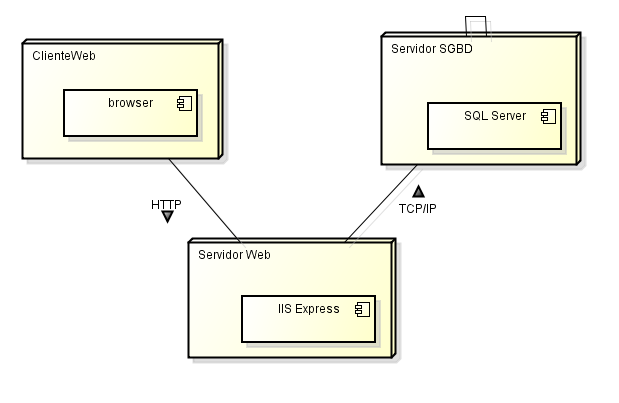 ClienteWeb
browser
Servidor SGBD
SQL Server
HTTP
TCP/IP
Servidor Web
IIS Express